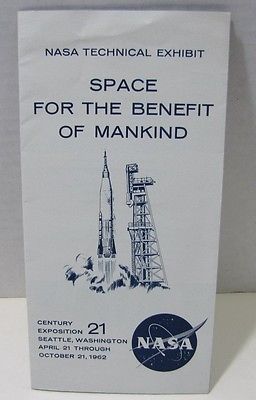 NASA TECHNICAL EXHIBIT
SPACE
FOR THE BENEFIT
OF MANKIND
CENTURY 21
EXPOSITION
SEATTLE, WASHINGTON
APRIL 21 THROUGH
OCTOBER 21, 1962
NASA